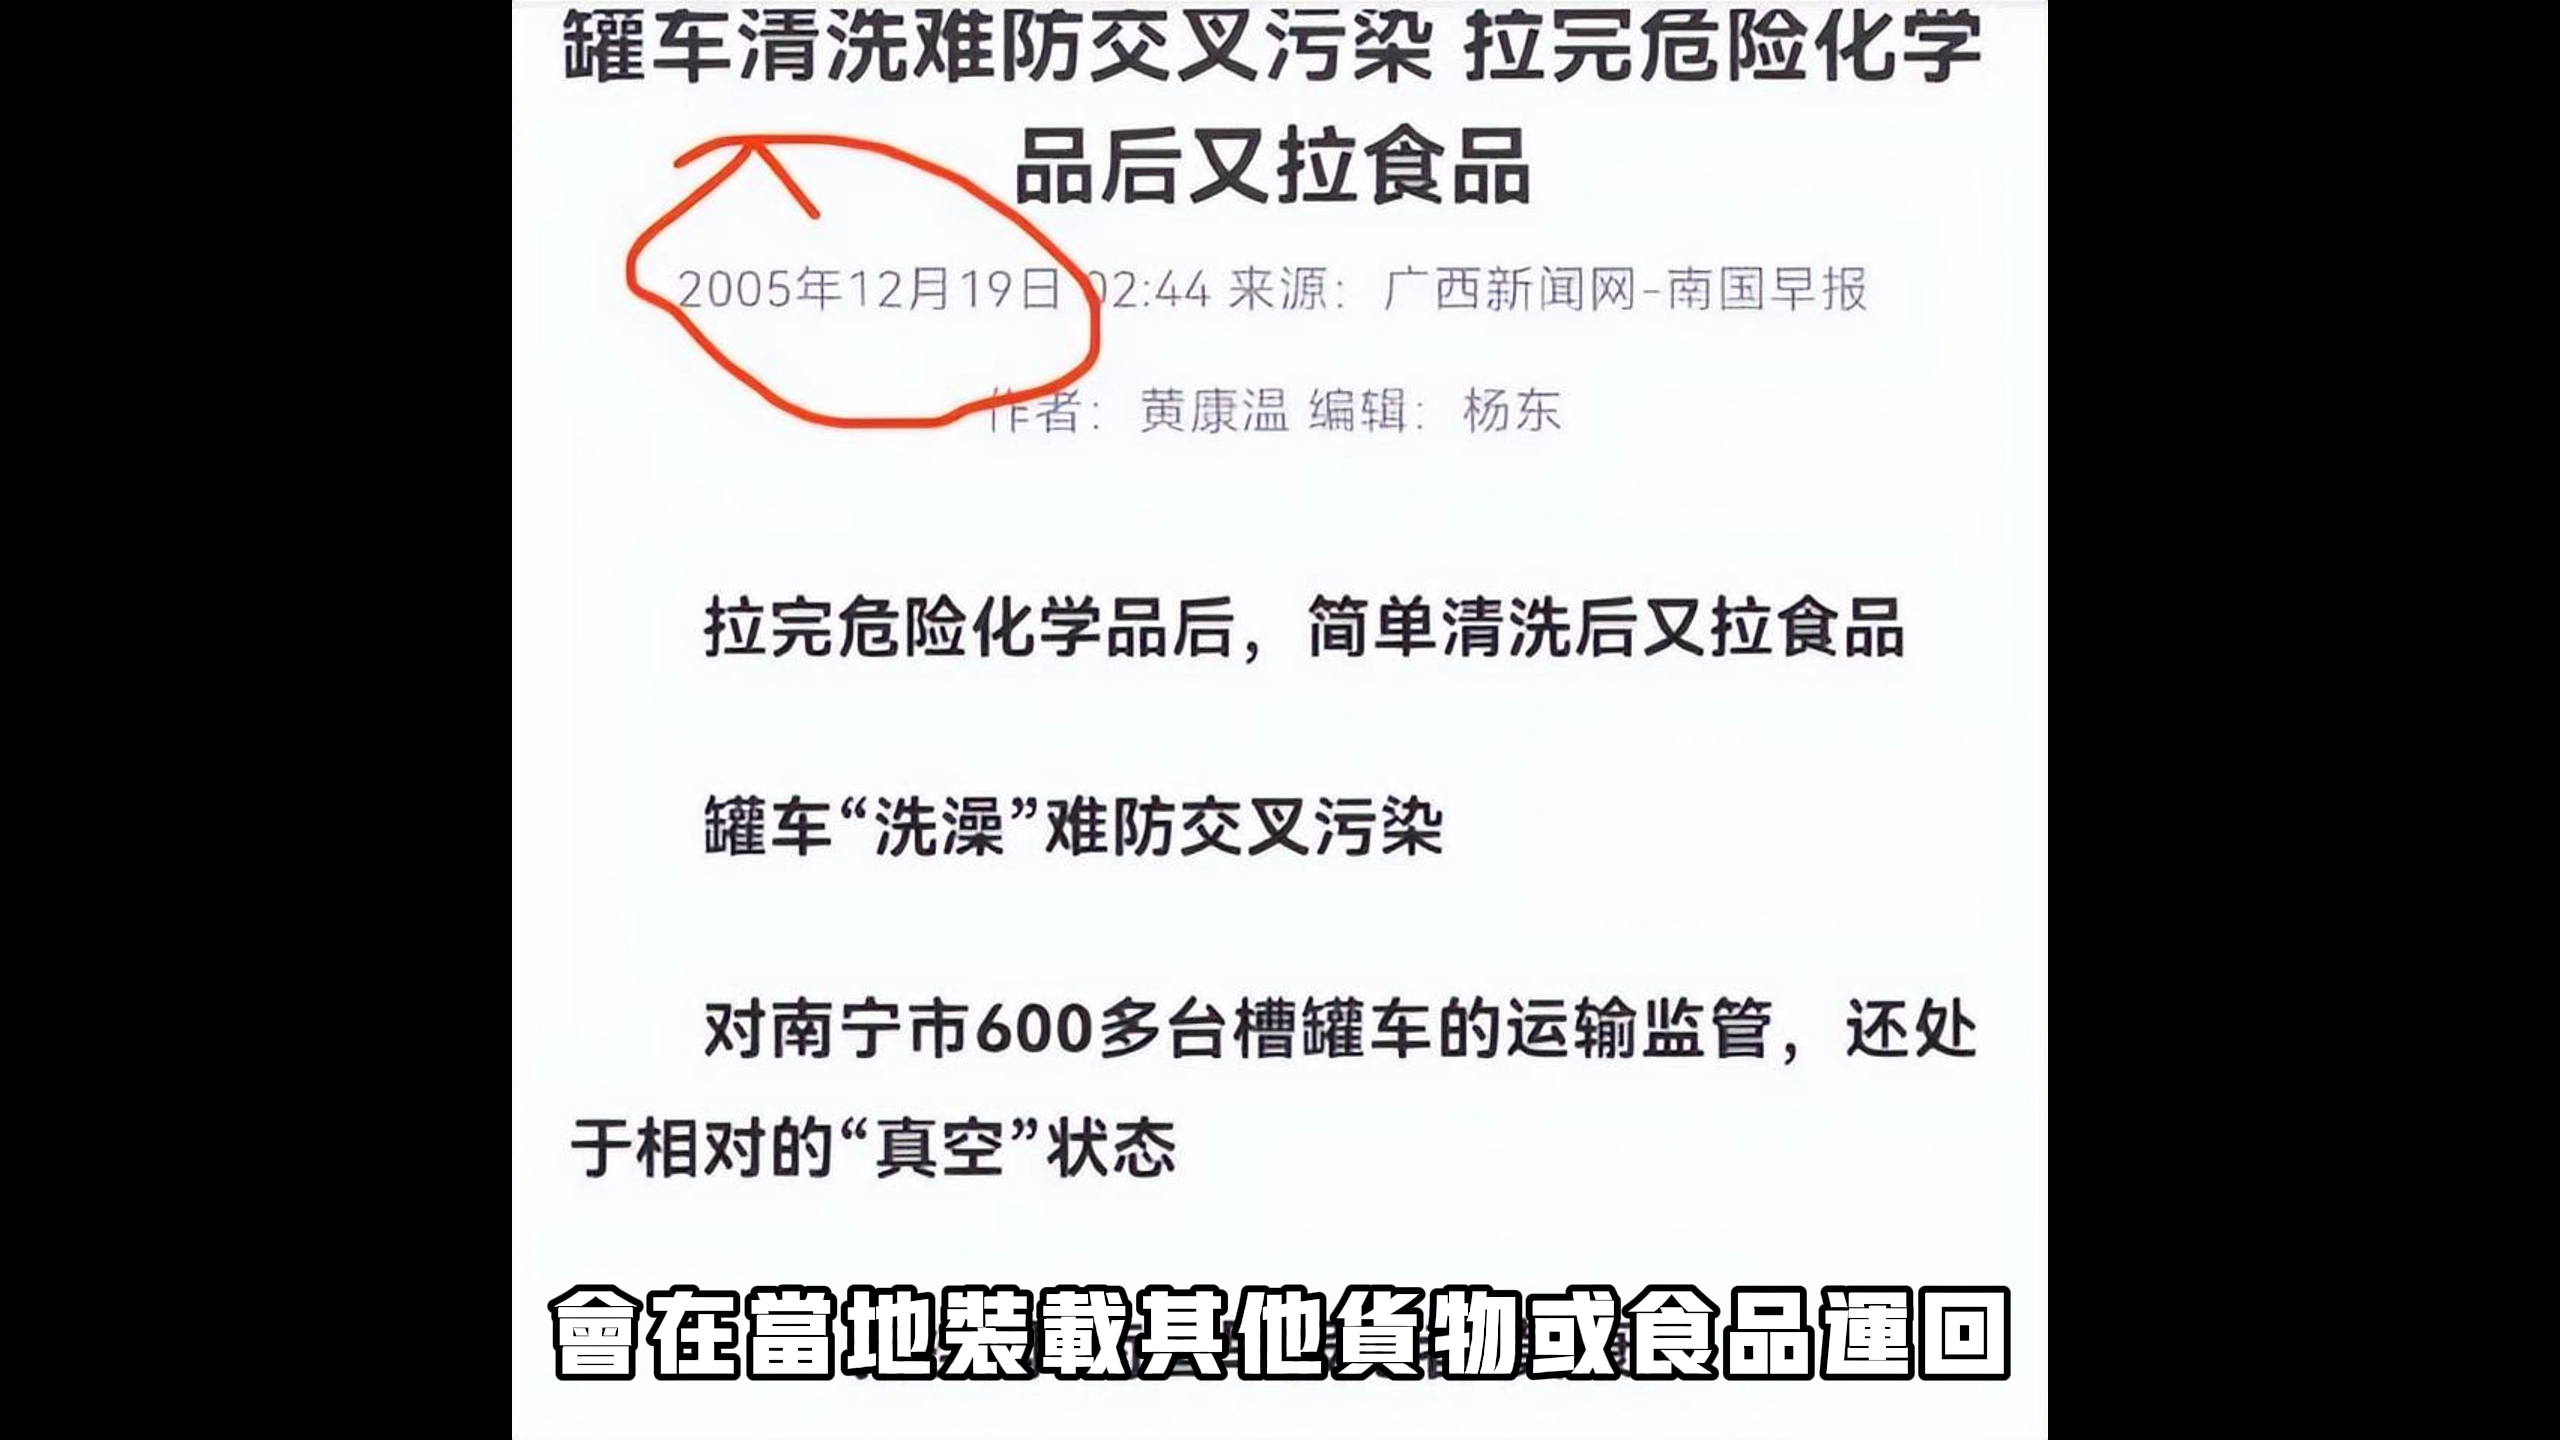 罐车清洗难防交叉污染 拉完危险化学
品后又拉食品
2005年12月19日 02:44 来源：广西新闻网-南国早报
作者：黄康温 编辑：杨东
拉完危险化学品后，简单清洗后又拉食品
罐车“洗澡”难防交叉污染
对南宁市600多台槽罐车的运输监管，还处
于相对的“真空”状态
會在當地裝載其他貨物或食品運回